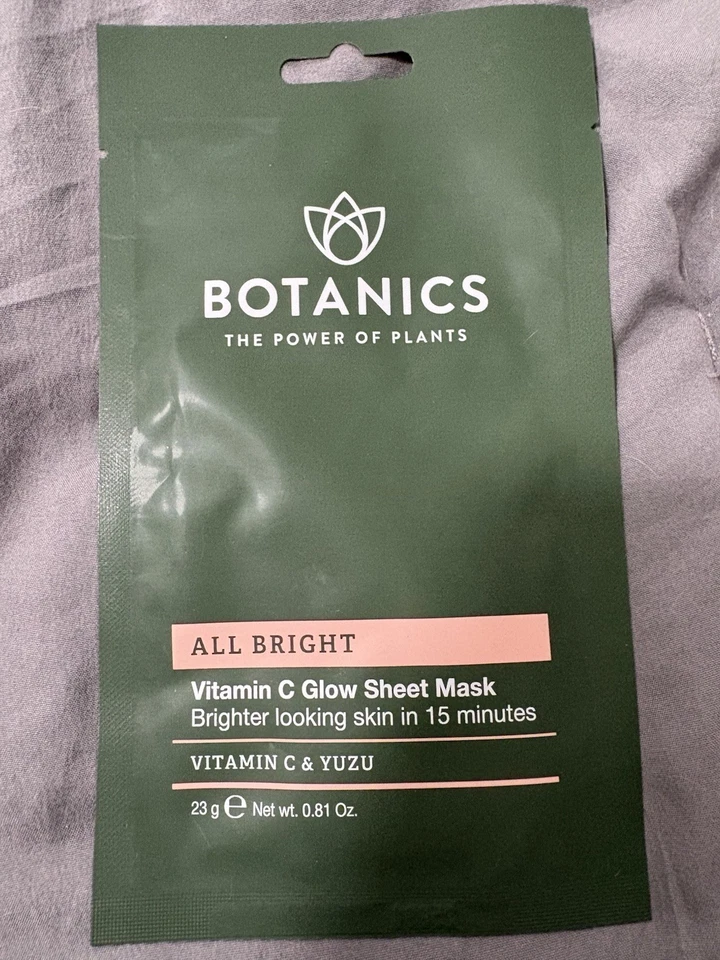 BOTANICS
THE POWER OF PLANTS
ALL BRIGHT
Vitamin C Glow Sheet Mask
Brighter looking skin in 15 minutes
VITAMIN C & YUZU
23 g ℮ Net wt. 0.81 Oz.